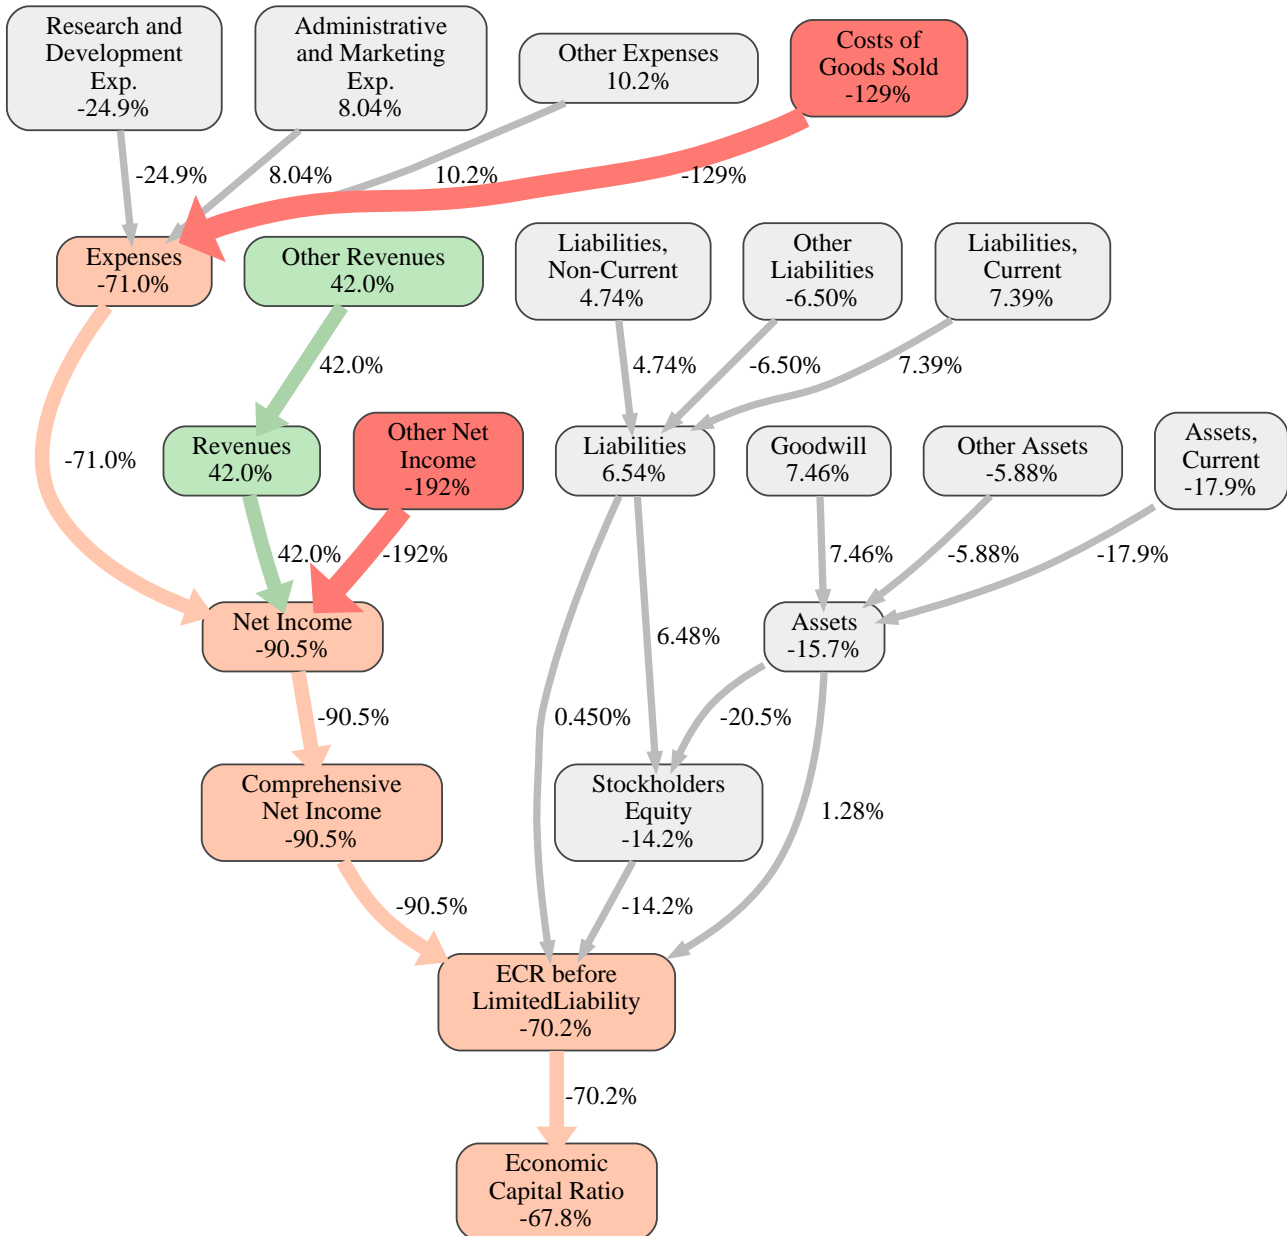 Research and
Development
Exp.
-24.9%
Administrative
and Marketing
Exp.
8.04%
Other Expenses
10.2%
Costs of
Goods Sold
-129%
-24.9%
8.04%
10.2%
-129%
Expenses
-71.0%
Other Revenues
42.0%
Liabilities,
Non-Current
4.74%
Other
Liabilities
-6.50%
Liabilities,
Current
7.39%
42.0%
4.74%
-6.50%
7.39%
-71.0%
Revenues
42.0%
Other Net
Income
-192%
Liabilities
6.54%
Goodwill
7.46%
Other Assets
-5.88%
Assets,
Current
-17.9%
42.0%
-192%
7.46%
-5.88%
-17.9%
Net Income
-90.5%
6.48%
Assets
-15.7%
-90.5%
0.450%
-20.5%
Comprehensive
Net Income
-90.5%
Stockholders
Equity
-14.2%
1.28%
-90.5%
-14.2%
ECR before
LimitedLiability
-70.2%
-70.2%
Economic
Capital Ratio
-67.8%